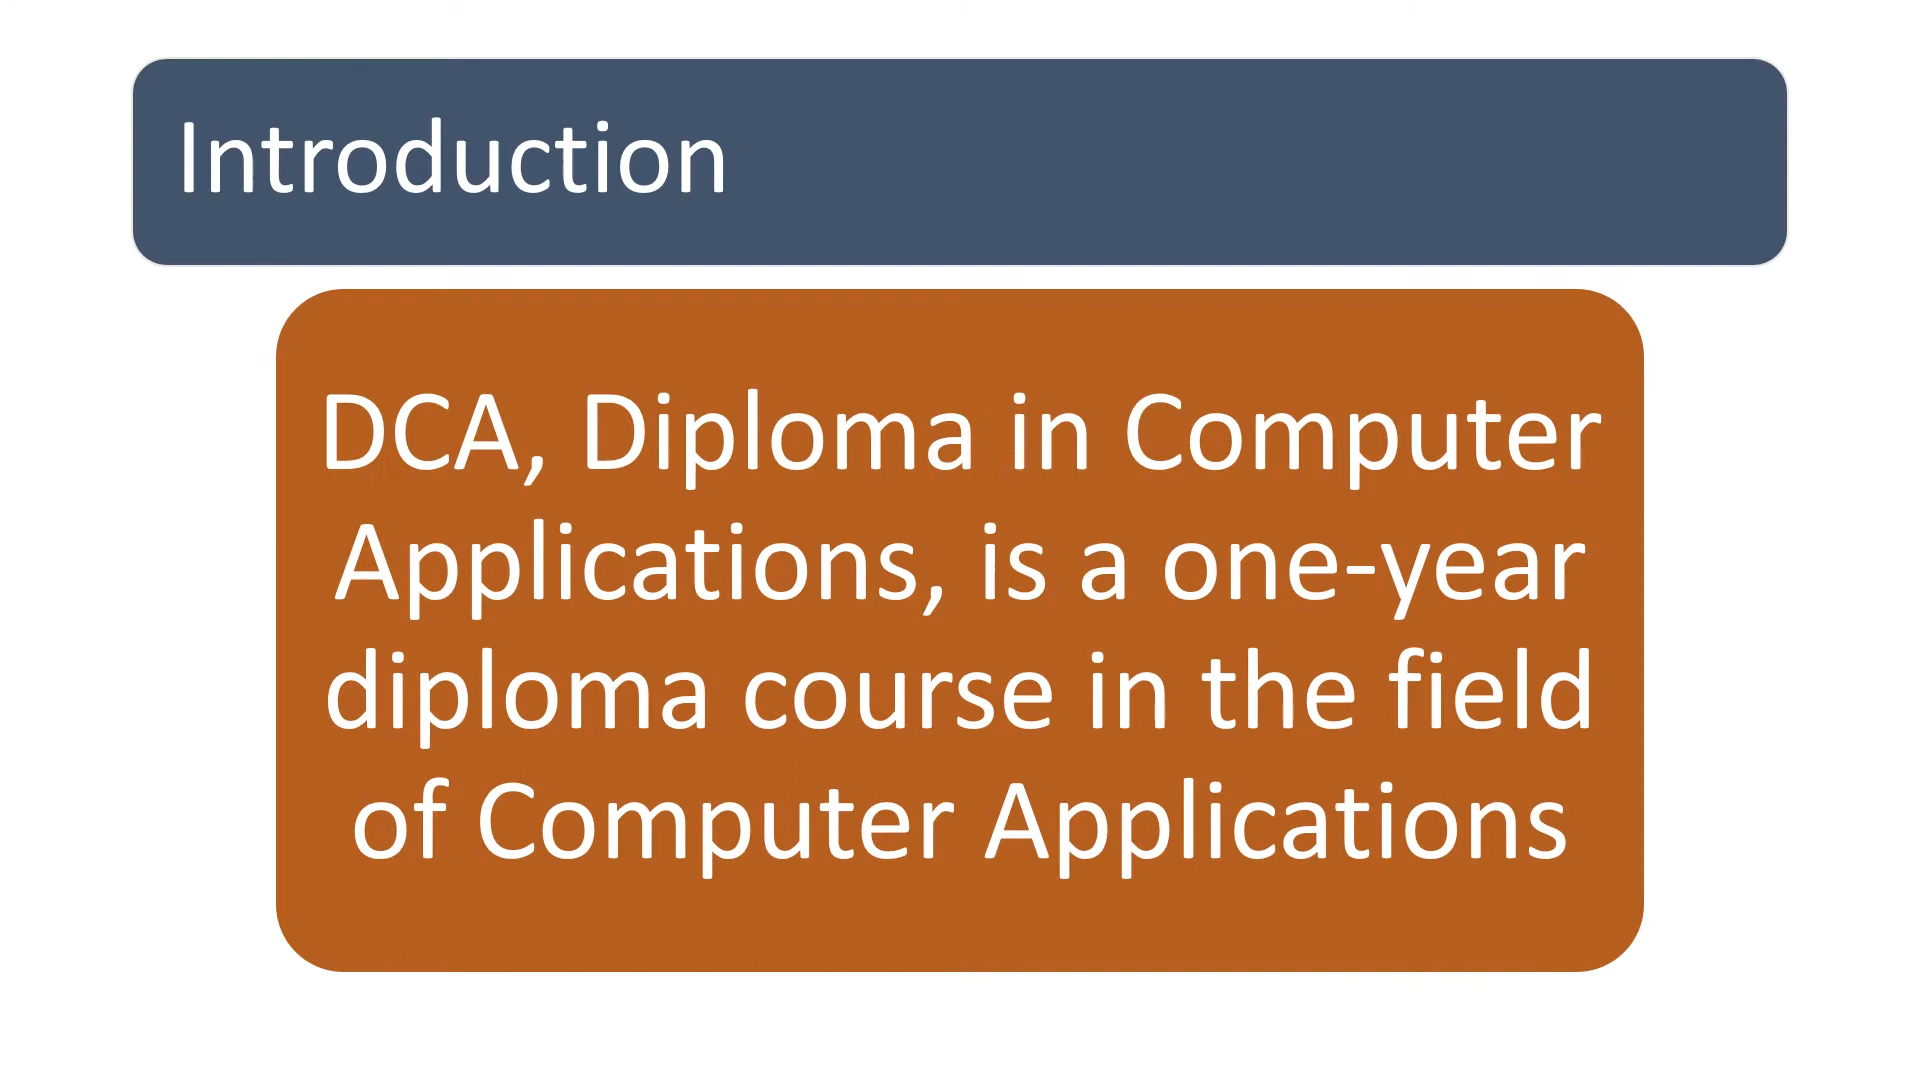 Introduction
DCA, Diploma in Computer
Applications, is a one-year
diploma course in the field
of Computer Applications